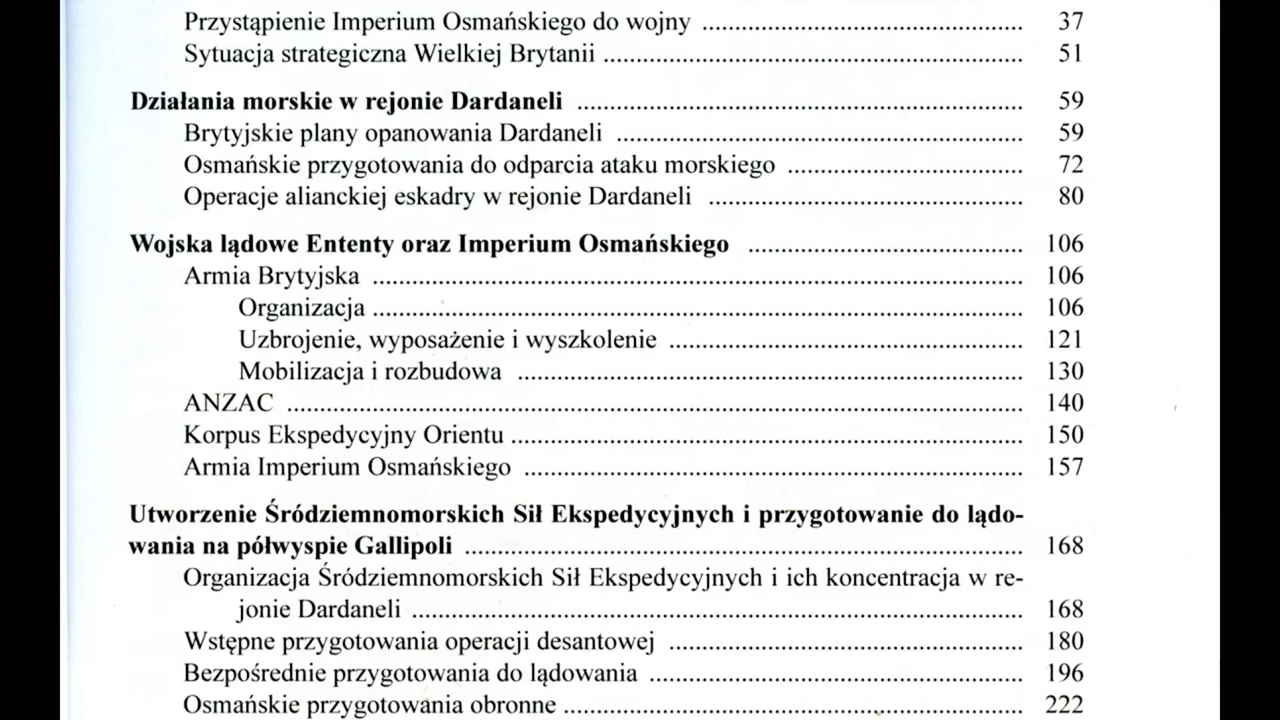 Przystąpienie Imperium Osmańskiego do wojny ................................................ 37
Sytuacja strategiczna Wielkiej Brytanii ................................................................ 51
Działania morskie w rejonie Dardaneli .................................................................... 59
Brytyjskie plany opanowania Dardaneli .............................................................. 59
Osmańskie przygotowania do odparcia ataku morskiego .................................... 72
Operacje alianckiej eskadry w rejonie Dardaneli ................................................ 80
Wojska lądowe Ententy oraz Imperium Osmańskiego .......................................... 106
Armia Brytyjska .................................................................................................... 106
Organizacja .................................................................................................... 106
Uzbrojenie, wyposażenie i wyszkolenie ...................................................... 121
Mobilizacja i rozbudowa .............................................................................. 130
ANZAC ................................................................................................................ 140
Korpus Ekspedycyjny Orientu .............................................................................. 150
Armia Imperium Osmańskiego ............................................................................ 157
Utworzenie Śródziemnomorskich Sił Ekspedycyjnych i przygotowanie do lądo-
wania na półwyspie Gallipoli ...................................................................................... 168
Organizacja Śródziemnomorskich Sił Ekspedycyjnych i ich koncentracja w re-
jonie Dardaneli .............................................................................................. 168
Wstępne przygotowania operacji desantowej ...................................................... 180
Bezpośrednie przygotowania do lądowania ........................................................ 196
Osmańskie przygotowania obronne ...................................................................... 222